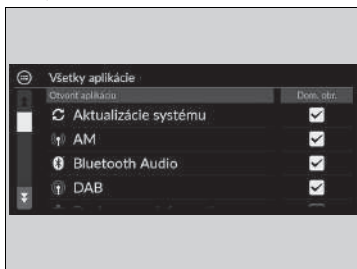 Všetky aplikácie
Otvoriť aplikáciu Dom. obr.
Aktualizácie systému
AM
Bluetooth Audio
DAB